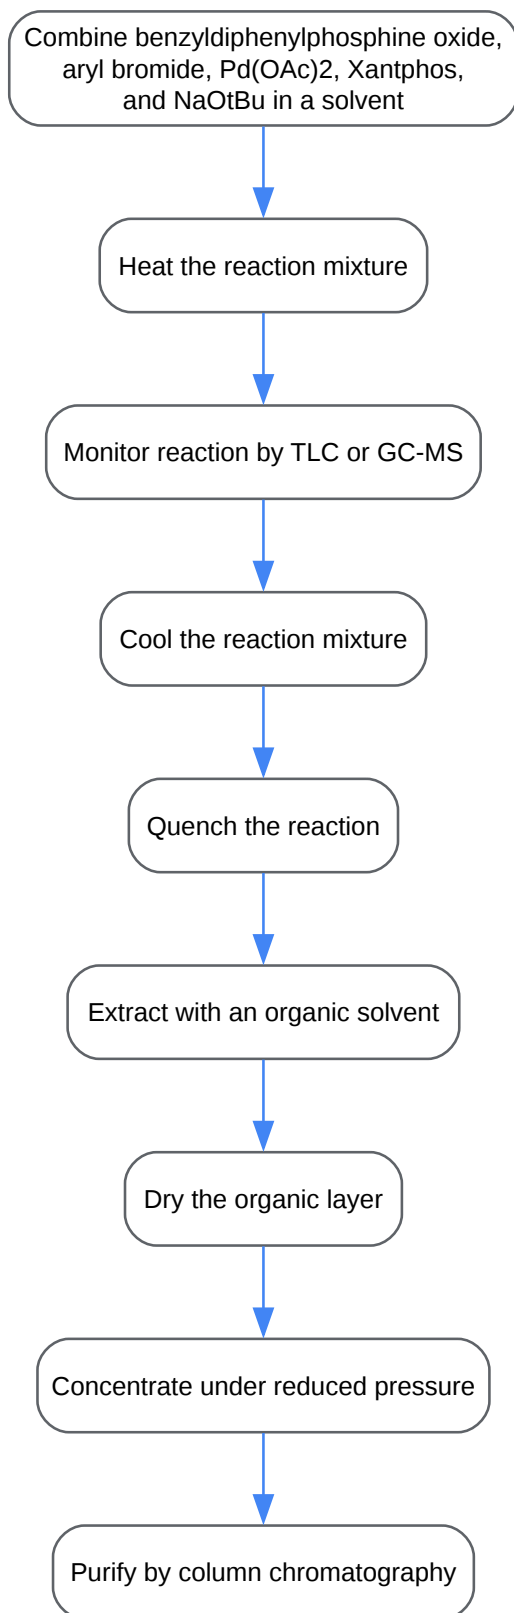 Combine benzyldiphenylphosphine oxide,
aryl bromide, Pd(OAc)2, Xantphos,
and NaOtBu in a solvent
Heat the reaction mixture
Monitor reaction by TLC or GC-MS
Cool the reaction mixture
Quench the reaction
Extract with an organic solvent
Dry the organic layer
Concentrate under reduced pressure
Purify by column chromatography